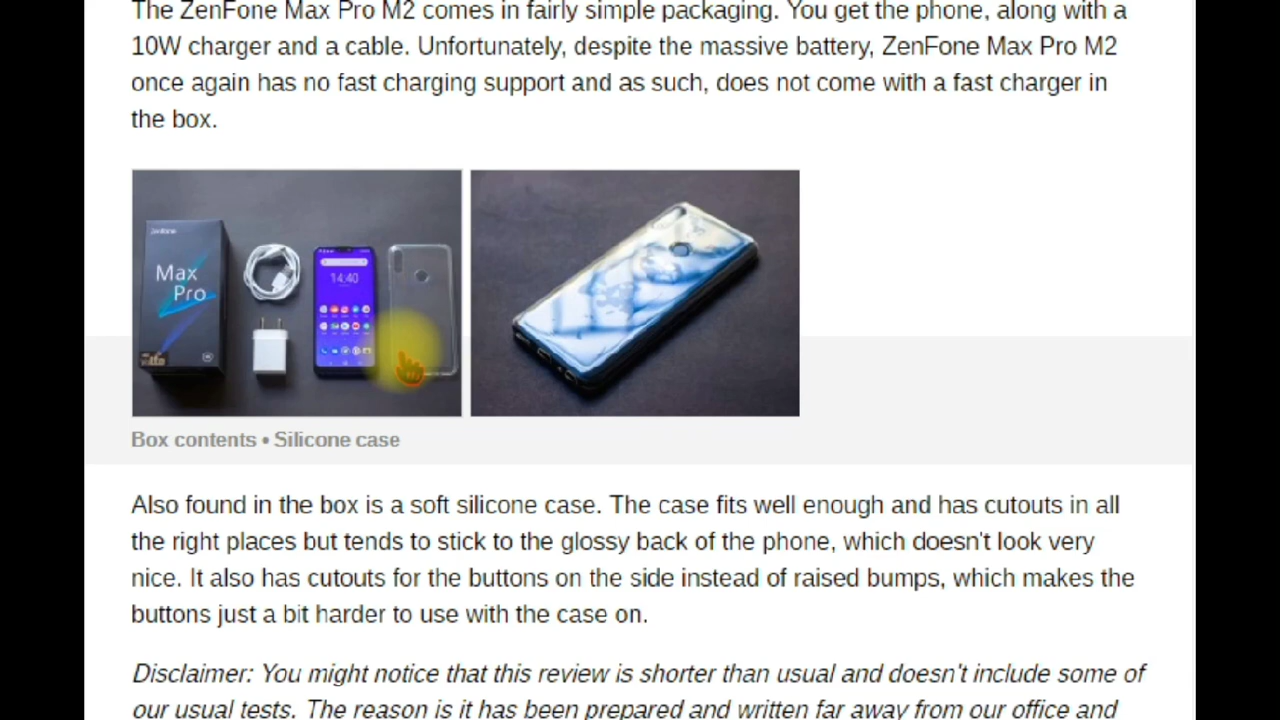 The ZenFone Max Pro M2 comes in fairly simple packaging. You get the phone, along with a
10W charger and a cable. Unfortunately, despite the massive battery, ZenFone Max Pro M2
once again has no fast charging support and as such, does not come with a fast charger in
the box.
Zenfone
Max
Pro
14:40
Box contents • Silicone case
Also found in the box is a soft silicone case. The case fits well enough and has cutouts in all
the right places but tends to stick to the glossy back of the phone, which doesn't look very
nice. It also has cutouts for the buttons on the side instead of raised bumps, which makes the
buttons just a bit harder to use with the case on.
Disclaimer: You might notice that this review is shorter than usual and doesn't include some of
our usual tests. The reason is it has been prepared and written far away from our office and